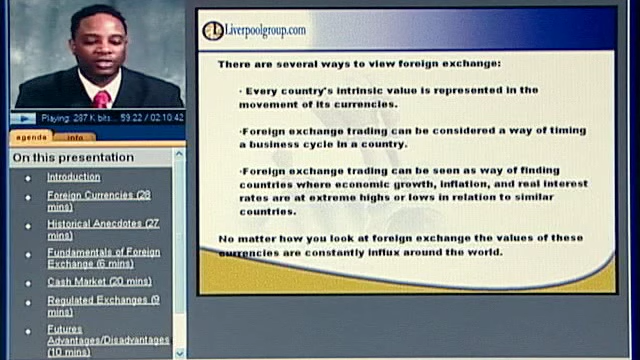 Liverpoolgroup.com
There are several ways to view foreign exchange:
· Every country's intrinsic value is represented in the
movement of its currencies.
·Foreign exchange trading can be considered a way of timing
a business cycle in a country.
·Foreign exchange trading can be seen as way of finding
countries where economic growth, inflation, and real interest
rates are at extreme highs or lows in relation to similar
countries.
No matter how you look at foreign exchange the values of these
currencies are constantly influx around the world.
Playing: 287 K bits... 59:22 / 02:10:42
agenda info
On this presentation
Introduction
Foreign Currencies (28
mins)
Historical Anecdotes (27
mins)
Fundamentals of Foreign
Exchange (6 mins)
Cash Market (20 mins)
Regulated Exchanges (9
mins)
Futures
Advantages/Disadvantages
(10 mins)